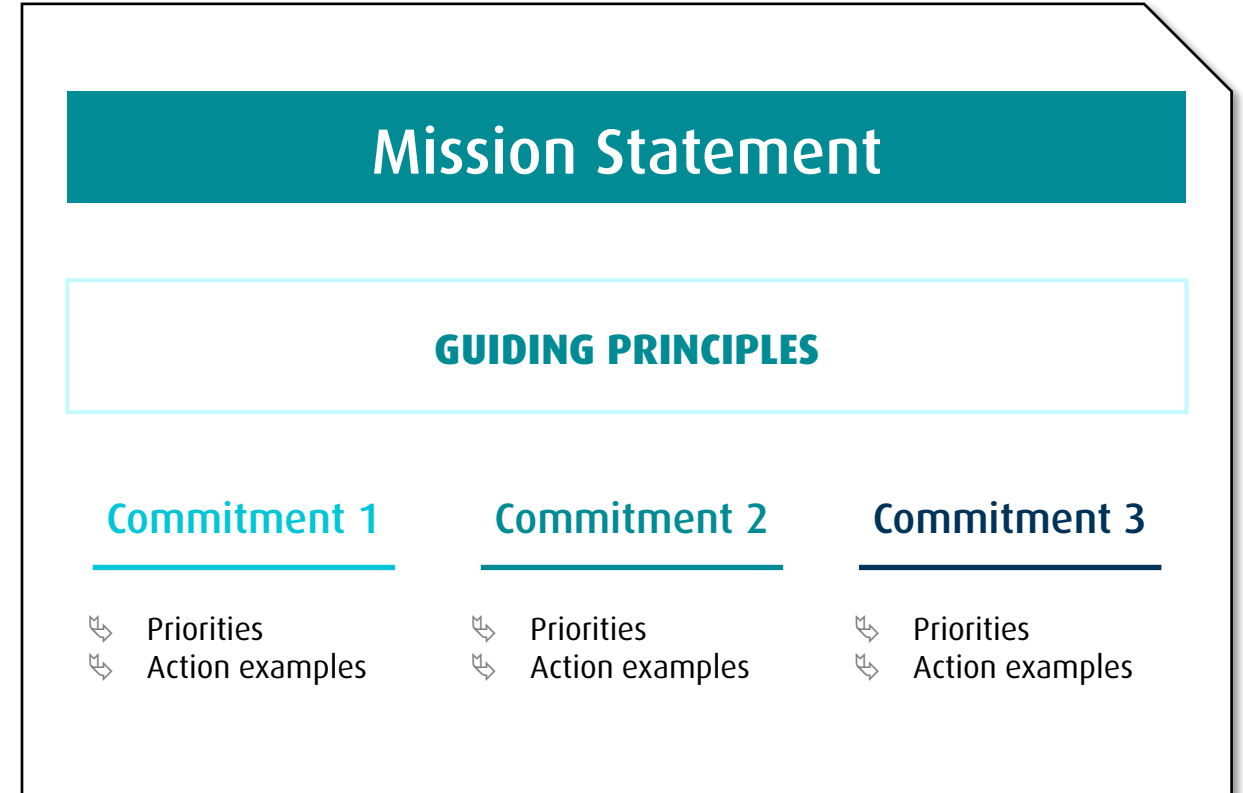 Mission Statement
GUIDING PRINCIPLES
Commitment 1
Priorities
Action examples
Commitment 2
Priorities
Action examples
Commitment 3
Priorities
Action examples